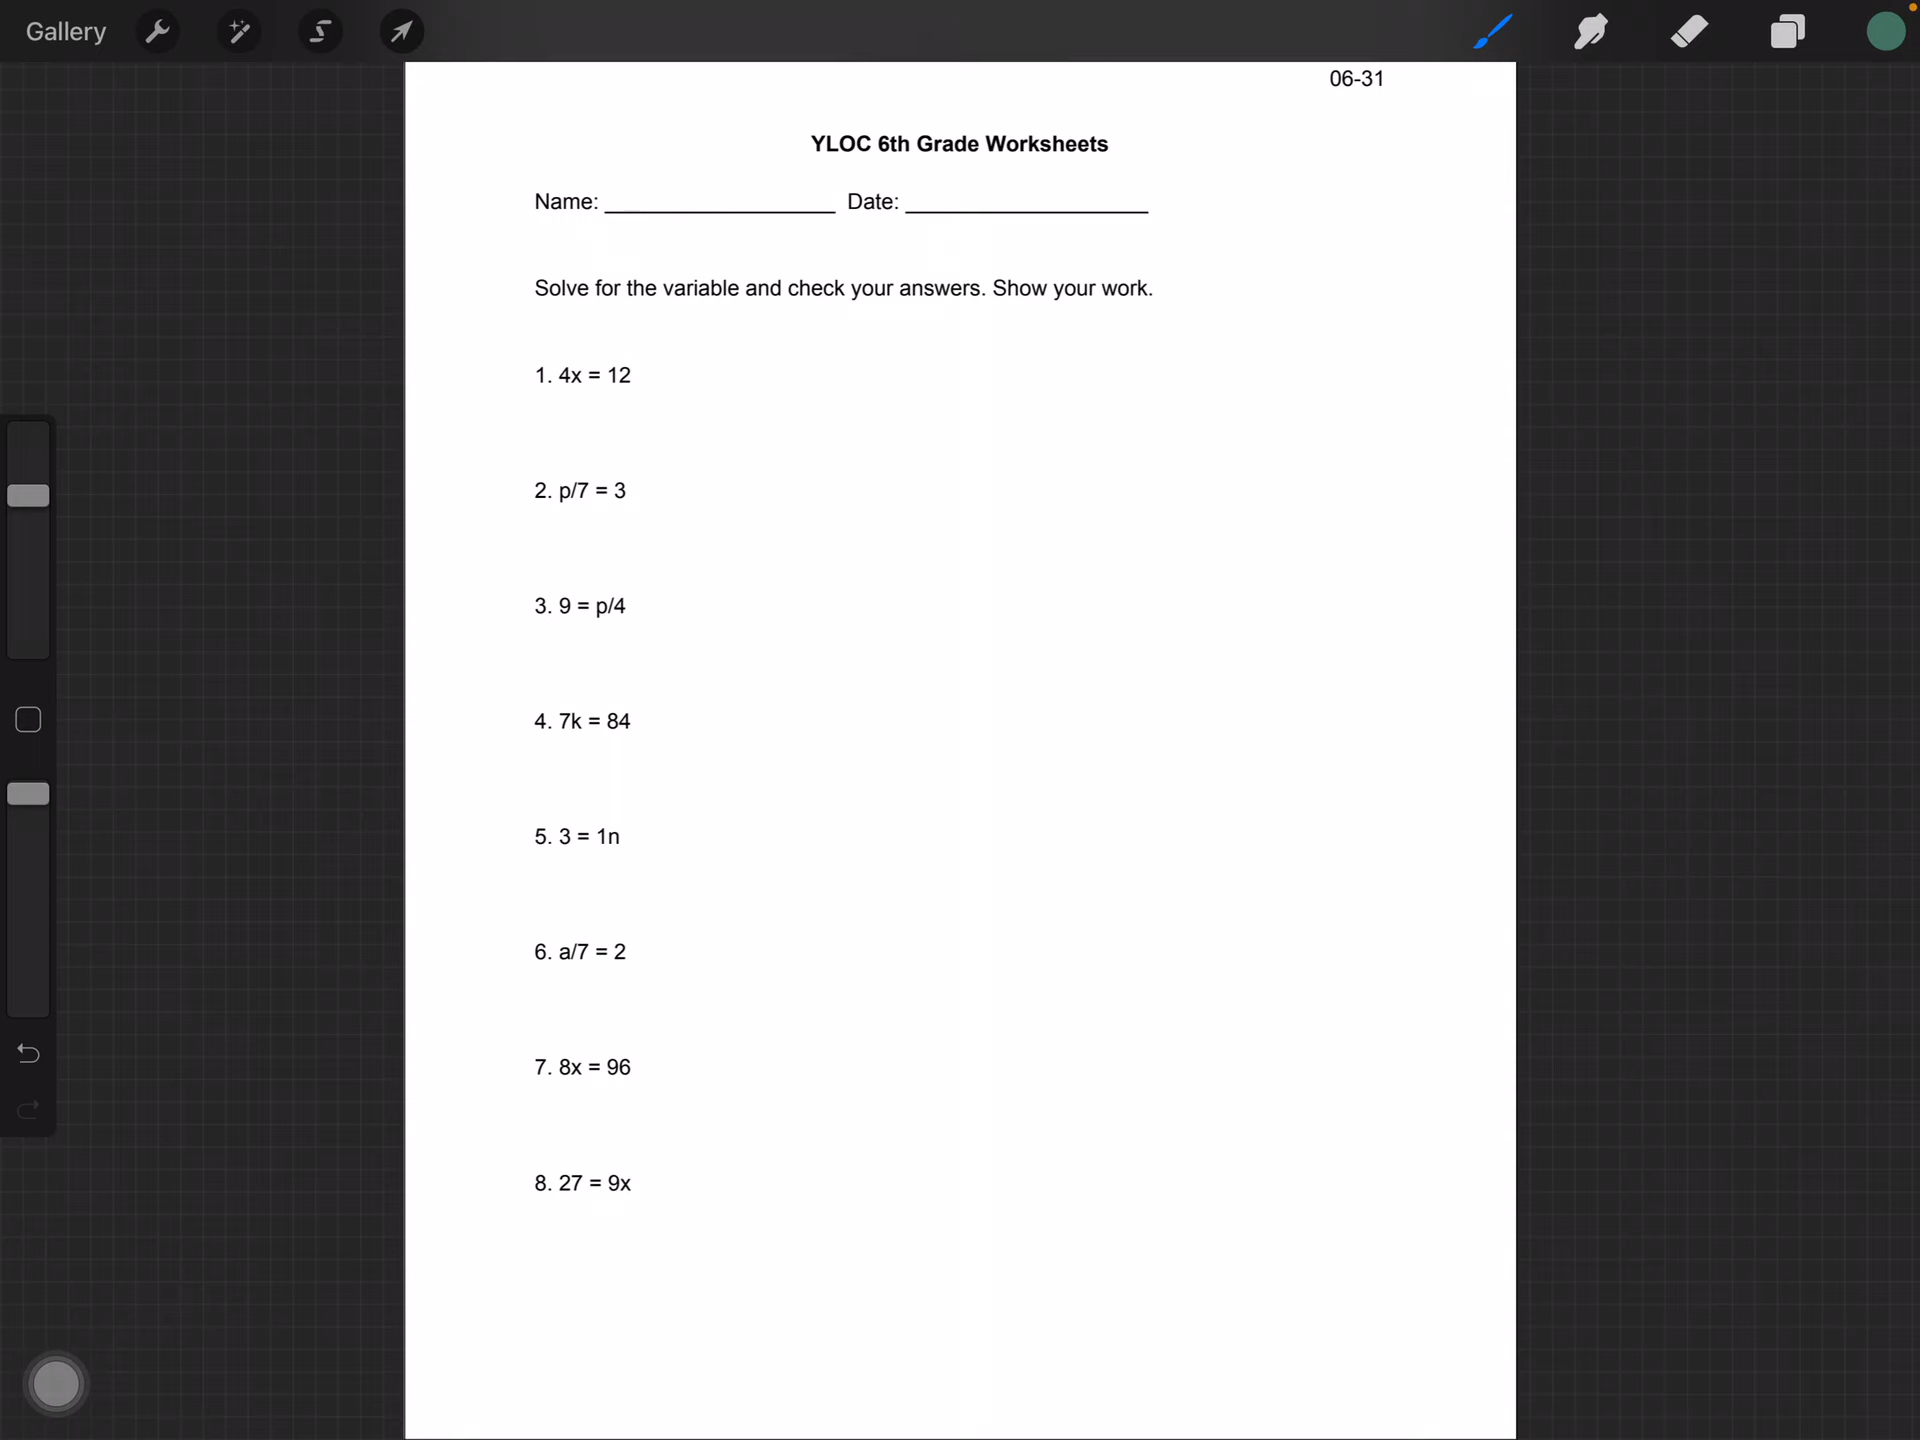 Gallery
06-31
YLOC 6th Grade Worksheets
Name: ___________________ Date: ____________________
Solve for the variable and check your answers. Show your work.
1. 4x = 12
2. p/7 = 3
3. 9 = p/4
4. 7k = 84
5. 3 = 1n
6. a/7 = 2
7. 8x = 96
8. 27 = 9x